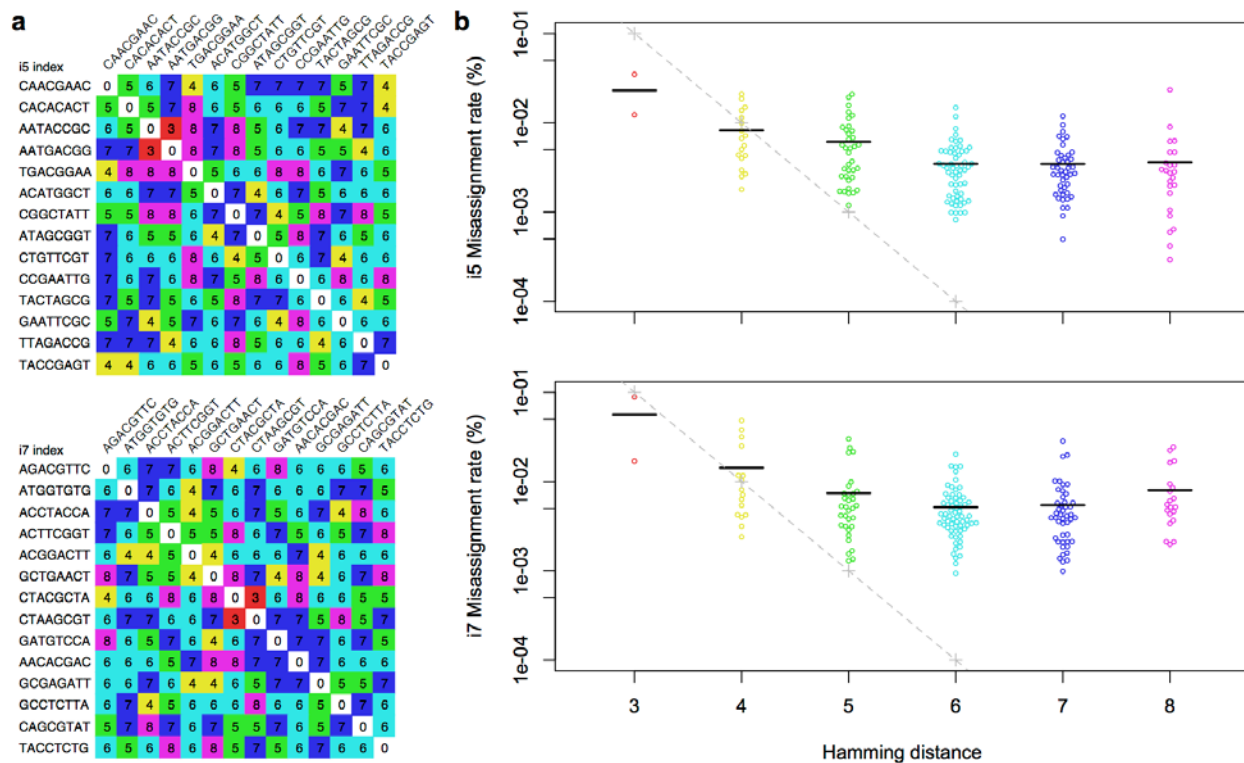 a
CAACGAAC CACACACT AATACCGC AATGACGG TGACGGAA ACATGGCT CGGCTATT ATAGCGGT CTGTTCGT CCGAATTG TACTAGCG GAATTCGC TTAGACCG TACCGAGT
i5 index
CAACGAAC 0 5 6 7 4 6 5 7 7 7 7 5 7 4
CACACACT 5 0 5 7 8 6 5 6 6 6 5 7 7 4
AATACCGC 6 5 0 3 8 7 8 5 6 7 7 4 7 6
AATGACGG 7 7 3 0 8 7 8 5 6 6 5 5 4 6
TGACGGAA 4 8 8 8 0 5 6 6 8 8 6 7 6 5
ACATGGCT 6 6 7 7 5 0 7 4 6 7 5 6 6 6
CGGCTATT 5 5 8 8 6 7 0 7 4 5 8 7 8 5
ATAGCGGT 7 6 5 5 6 4 7 0 5 8 7 6 5 6
CTGTTCGT 7 6 6 6 8 6 4 5 0 6 7 4 6 6
CCGAATTG 7 6 7 6 8 7 5 8 6 0 6 8 6 8
TACTAGCG 7 5 7 5 6 5 8 7 7 6 0 6 4 5
GAATTCGC 5 7 4 5 7 6 7 6 4 8 6 0 6 6
TTAGACCG 7 7 7 4 6 6 8 5 6 6 4 6 0 7
TACCGAGT 4 4 6 6 5 6 5 6 6 8 5 6 7 0
AGACGTTC ATGGTGTG ACCTACCA ACTTCGGT ACGGACTT GCTGAACT CTACGCTA CTAAGCGT GATGTCCA AACACGAC GCGAGATT GCCTCTTA CAGCGTAT TACCTCTG
i7 index
AGACGTTC 0 6 7 7 6 8 4 6 8 6 6 6 5 6
ATGGTGTG 6 0 7 6 4 7 6 7 6 6 6 7 7 5
ACCTACCA 7 7 0 5 4 5 6 7 5 6 7 4 8 6
ACTTCGGT 7 6 5 0 5 5 8 6 7 5 6 5 7 8
ACGGACTT 6 4 4 5 0 4 6 6 6 7 4 6 6 6
GCTGAACT 8 7 5 5 4 0 8 7 4 8 4 6 7 8
CTACGCTA 4 6 6 8 6 8 0 3 6 8 6 6 5 5
CTAAGCGT 6 7 7 6 6 7 3 0 7 7 5 8 5 7
GATGTCCA 8 6 5 7 6 4 6 7 0 7 7 6 7 5
AACACGAC 6 6 6 5 7 8 8 7 7 0 7 6 6 6
GCGAGATT 6 6 7 6 4 4 6 5 7 7 0 5 5 7
GCCTCTTA 6 7 4 5 6 6 6 8 6 6 5 0 7 6
CAGCGTAT 5 7 8 7 6 7 5 5 7 6 5 7 0 6
TACCTCTG 6 5 6 8 6 8 5 7 5 6 7 6 6 0
b
i5 Misassignment rate (%)
1e-01
1e-02
1e-03
1e-04
i7 Misassignment rate (%)
1e-01
1e-02
1e-03
1e-04
3 4 5 6 7 8
Hamming distance